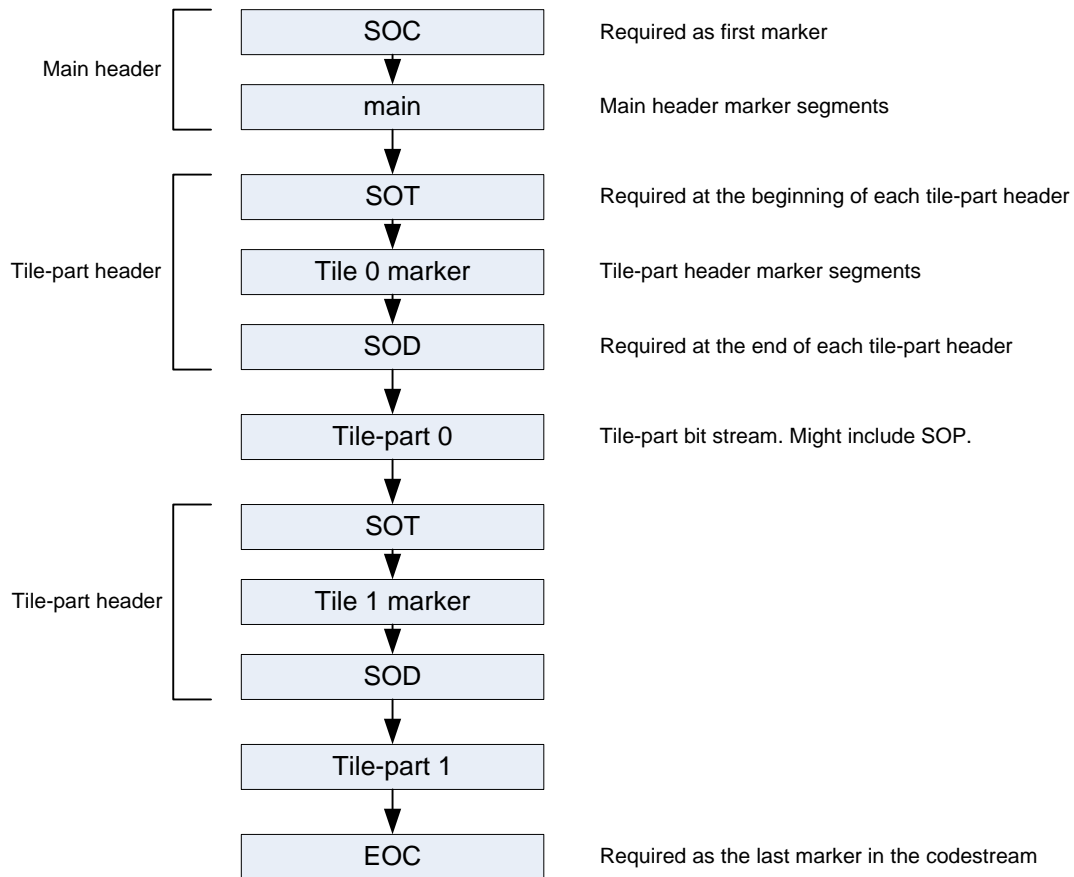 SOC
Required as first marker
Main header
main
Main header marker segments
SOT
Required at the beginning of each tile-part header
Tile-part header
Tile 0 marker
Tile-part header marker segments
SOD
Required at the end of each tile-part header
Tile-part 0
Tile-part bit stream. Might include SOP.
SOT
Tile-part header
Tile 1 marker
SOD
Tile-part 1
EOC
Required as the last marker in the codestream